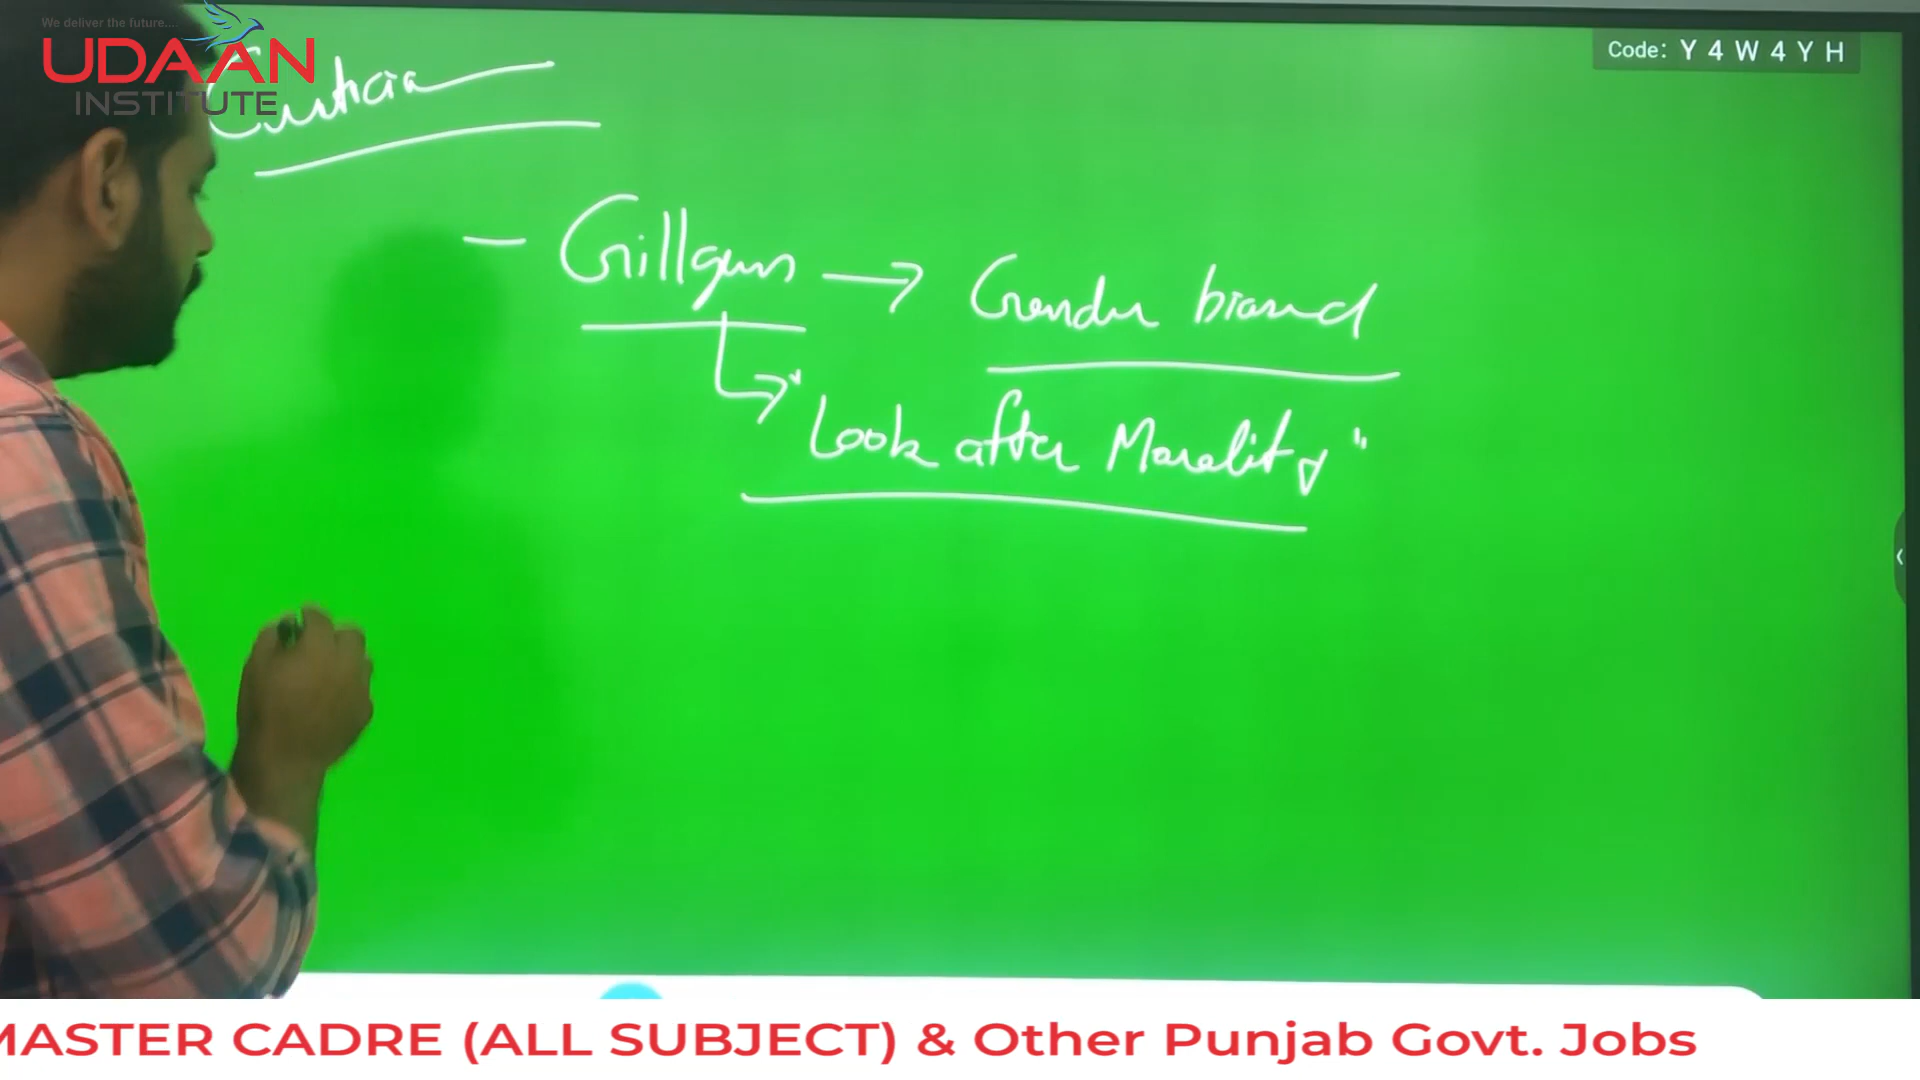 We deliver the future....
UDAAN
INSTITUTE
Code: Y 4 W 4 Y H
– Gillgun → Gender biased
"Look after Morality"
MASTER CADRE (ALL SUBJECT) & Other Punjab Govt. Jobs